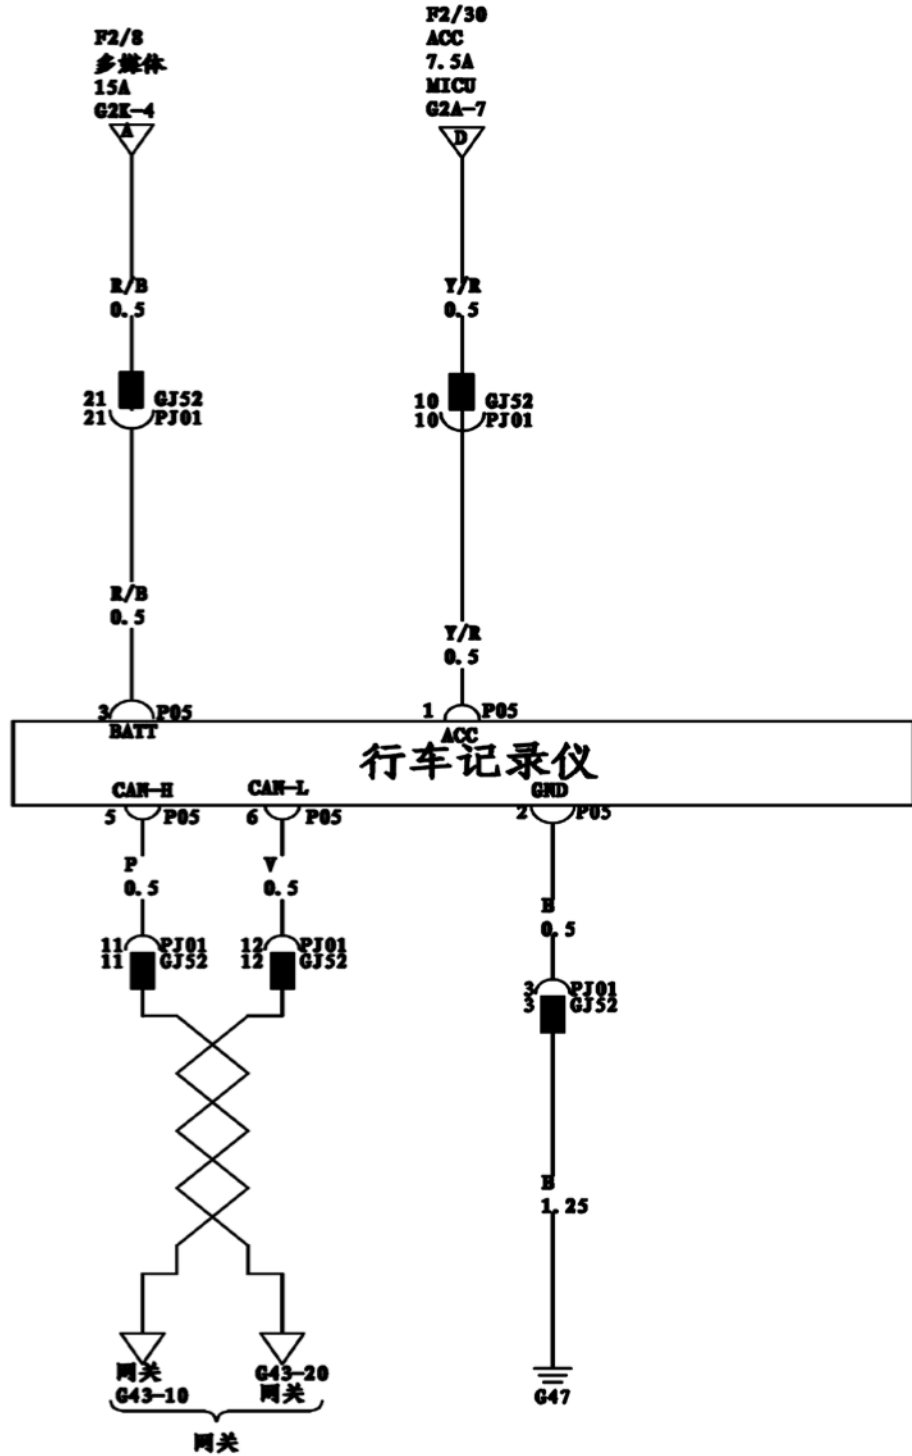 F2/8
多媒体
15A
G2K-4
A
F2/30
ACC
7.5A
MICU
G2A-7
D
R/B
0.5
Y/R
0.5
21 GJ52
21 PJ01
10 GJ52
10 PJ01
R/B
0.5
Y/R
0.5
3 P05
BATT
1 P05
ACC
行车记录仪
CAN-H
CAN-L
GND
5 P05
6 P05
2 P05
P
0.5
V
0.5
B
0.5
11 PJ01
11 GJ52
12 PJ01
12 GJ52
3 PJ01
3 GJ52
B
1.25
网关
G43-10
G43-20
网关
G47
网关